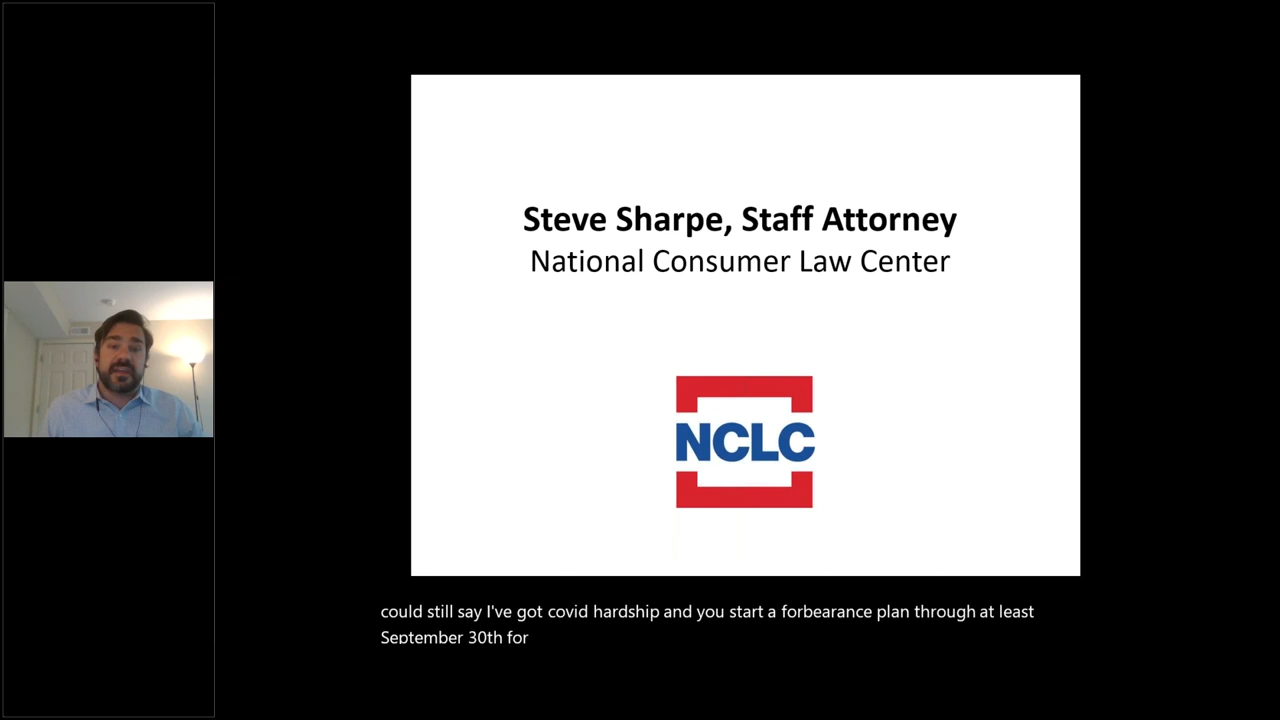 Steve Sharpe, Staff Attorney
National Consumer Law Center
NCLC
could still say I've got covid hardship and you start a forbearance plan through at least
September 30th for